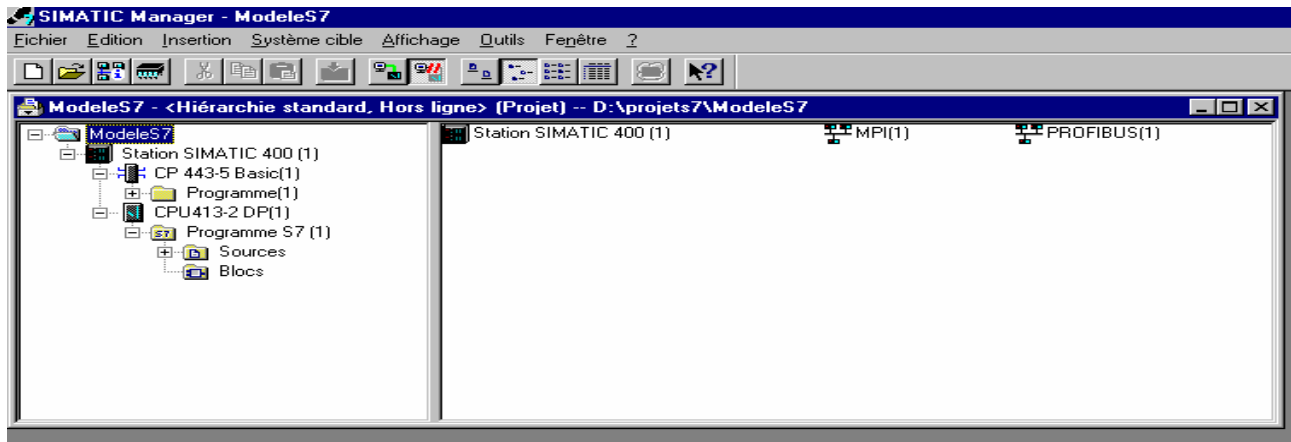 SIMATIC Manager - ModeleS7
Fichier Edition Insertion Système cible Affichage Outils Fenêtre ?
ModeleS7 - <Hiérarchie standard, Hors ligne> (Projet) -- D:\projets7\ModeleS7
ModeleS7 Station SIMATIC 400 (1) MPI(1) PROFIBUS(1)
Station SIMATIC 400 (1)
CP 443-5 Basic(1)
Programme(1)
CPU413-2 DP(1)
Programme S7 (1)
Sources
Blocs